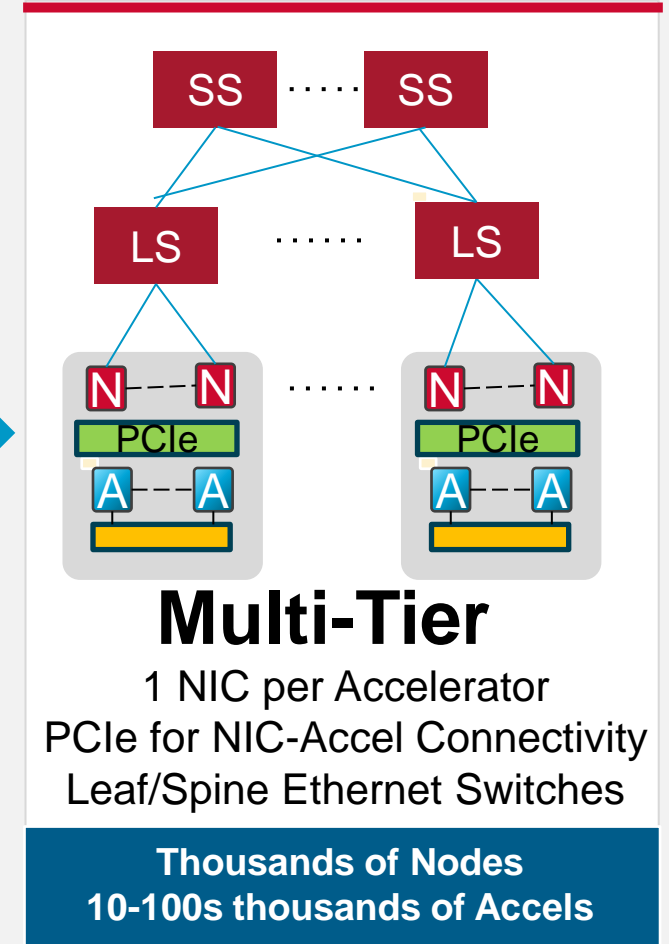 SS ..... SS
LS ...... LS
N N ...... N N
PCIe PCIe
A A A A
Multi-Tier
1 NIC per Accelerator
PCIe for NIC-Accel Connectivity
Leaf/Spine Ethernet Switches
Thousands of Nodes
10-100s thousands of Accels